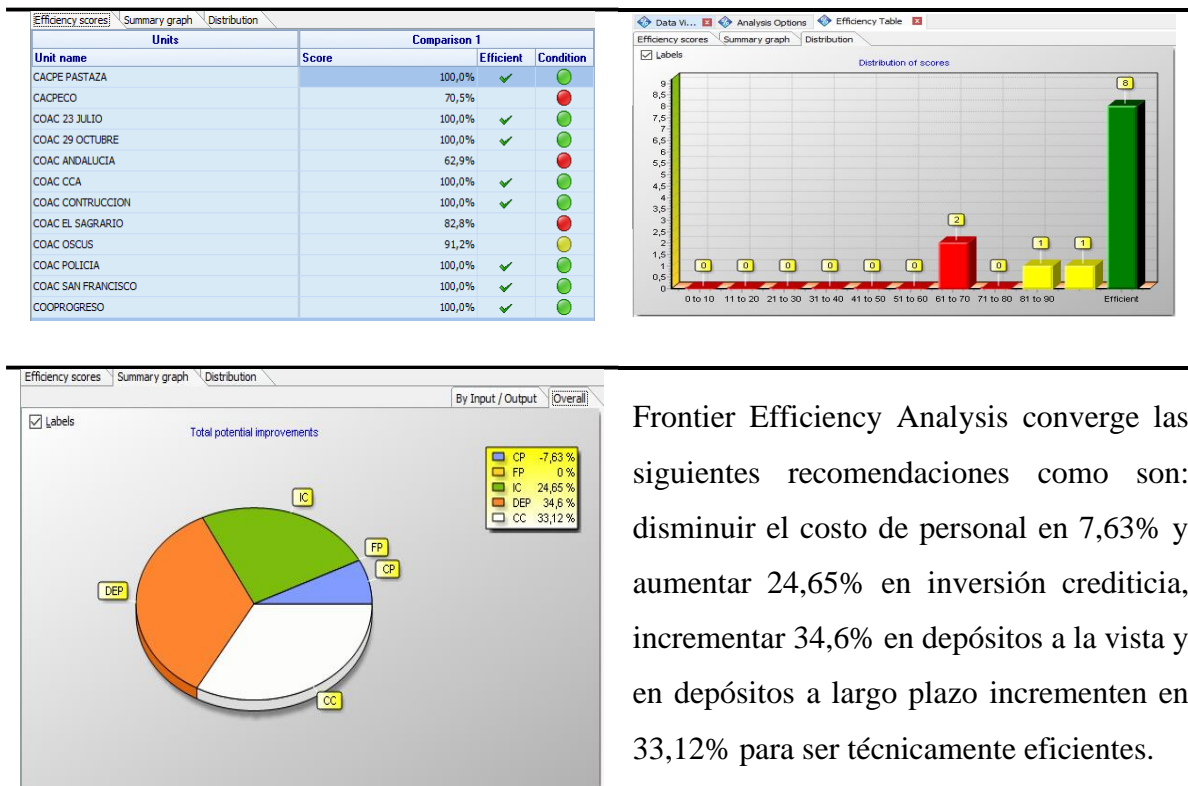 Efficiency scores Summary graph Distribution
Units Comparison 1
Unit name Score Efficient Condition
CACPE PASTAZA 100,0%
CACPECO 70,5%
COAC 23 JULIO 100,0%
COAC 29 OCTUBRE 100,0%
COAC ANDALUCIA 62,9%
COAC CCA 100,0%
COAC CONTRUCCION 100,0%
COAC EL SAGRARIO 82,8%
COAC OSCUS 91,2%
COAC POLICIA 100,0%
COAC SAN FRANCISCO 100,0%
COOPROGRESO 100,0%
Data Vi... Analysis Options Efficiency Table
Efficiency scores Summary graph Distribution
Labels
Distribution of scores
9
8,5
8
7,5
7
6,5
6
5,5
5
4,5
4
3,5
3
2,5
2
1,5
1
0,5
0
0 0 0 0 0 0 2 0 1 1 8
0 to 10 11 to 20 21 to 30 31 to 40 41 to 50 51 to 60 61 to 70 71 to 80 81 to 90 Efficient
Efficiency scores Summary graph Distribution
By Input / Output Overall
Labels
Total potential improvements
CP -7,63 %
FP 0 %
IC 24,65 %
DEP 34,6 %
CC 33,12 %
IC
FP
CP
DEP
CC
Frontier Efficiency Analysis converge las
siguientes recomendaciones como son:
disminuir el costo de personal en 7,63% y
aumentar 24,65% en inversión crediticia,
incrementar 34,6% en depósitos a la vista y
en depósitos a largo plazo incrementen en
33,12% para ser técnicamente eficientes.